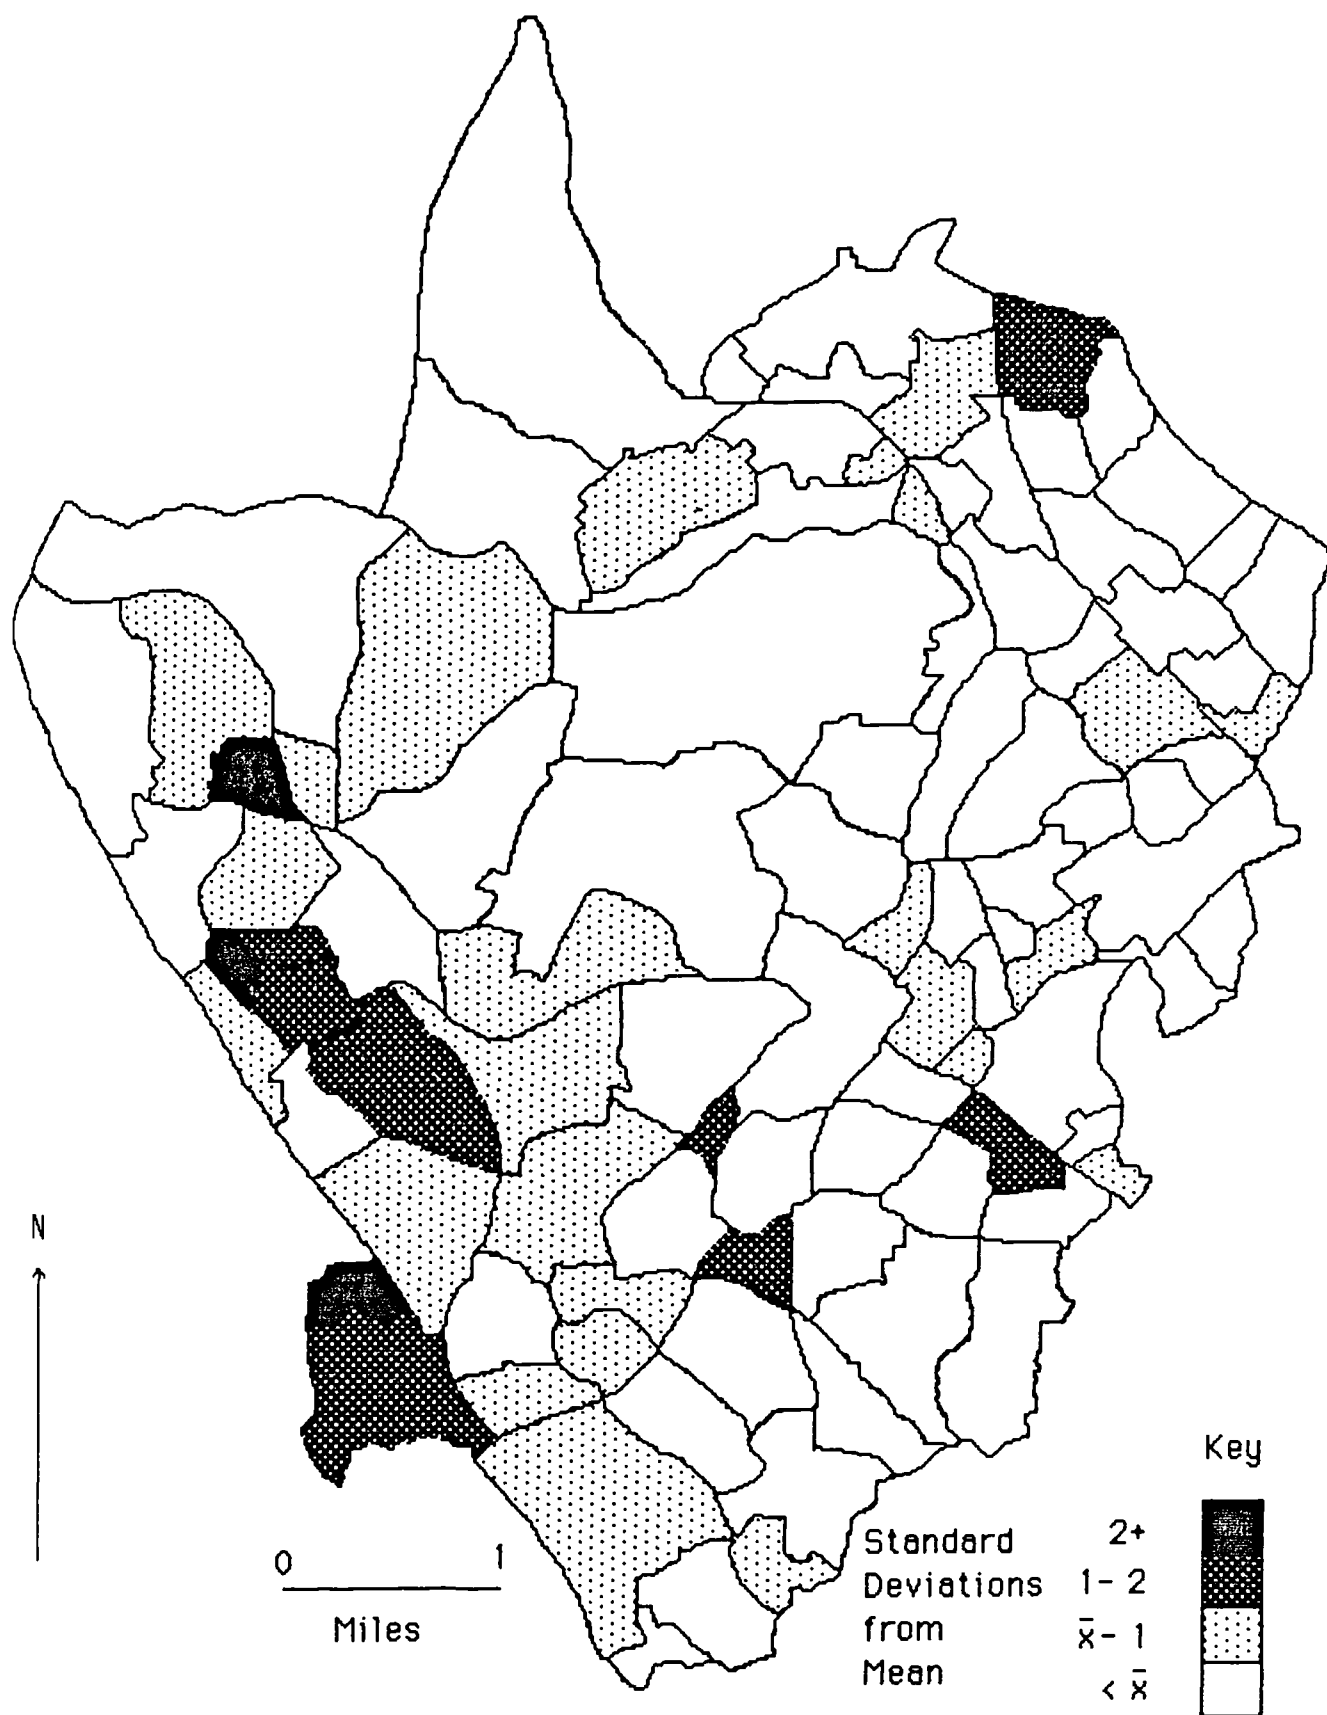 N
0 1
Miles
Key
Standard 2+
Deviations 1-2
from x̄-1
Mean < x̄